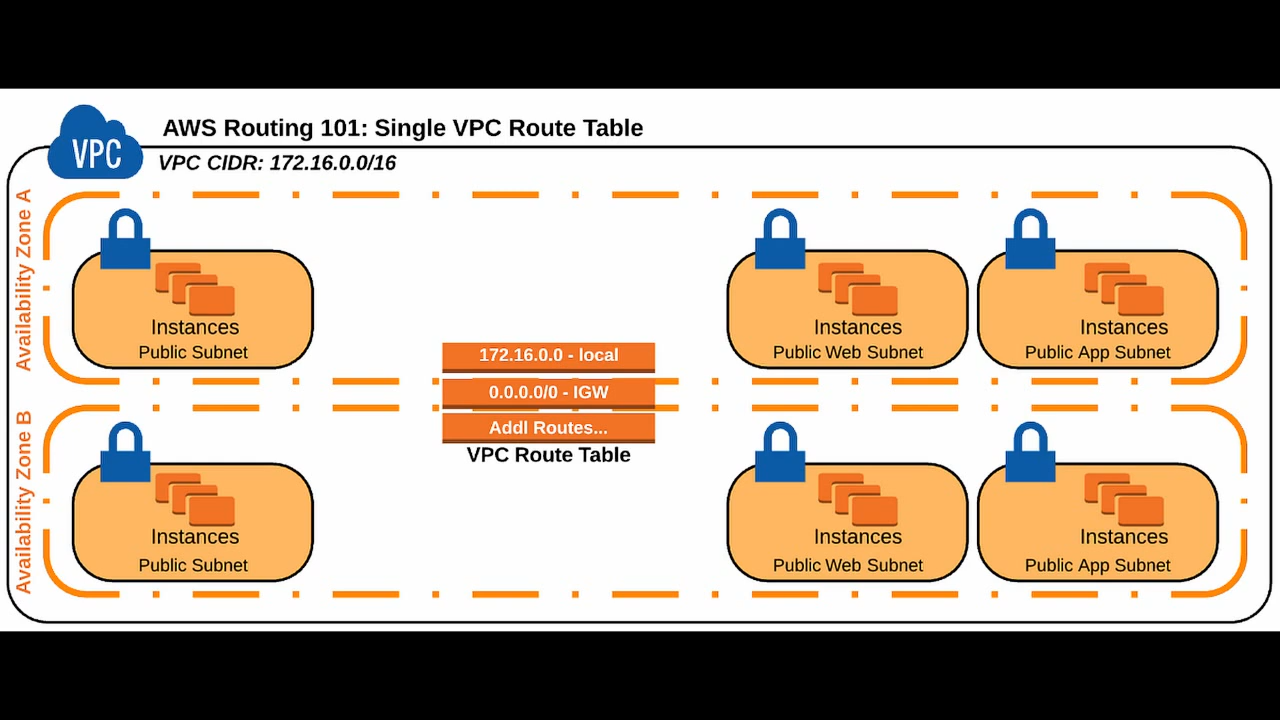 AWS Routing 101: Single VPC Route Table
VPC
VPC CIDR: 172.16.0.0/16
Availability Zone A
Instances
Public Subnet
Instances
Public Web Subnet
Instances
Public App Subnet
172.16.0.0 - local
0.0.0.0/0 - IGW
Addl Routes...
VPC Route Table
Availability Zone B
Instances
Public Subnet
Instances
Public Web Subnet
Instances
Public App Subnet